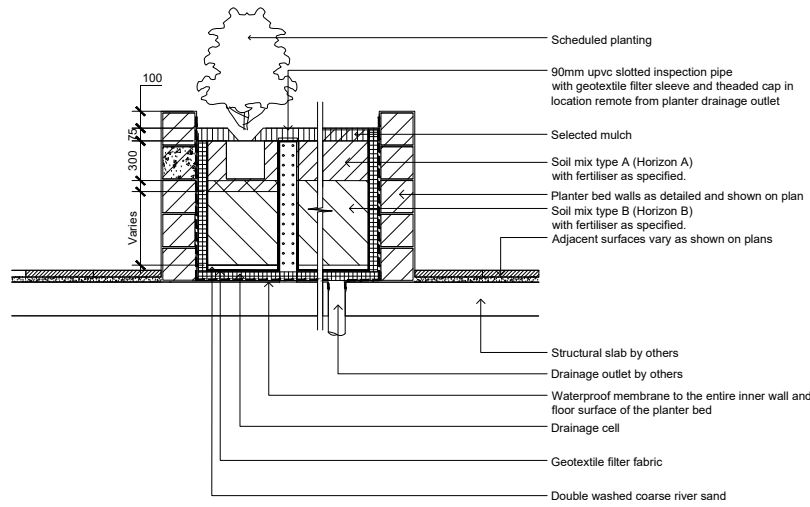 Scheduled planting
100
90mm upvc slotted inspection pipe
with geotextile filter sleeve and theaded cap in
location remote from planter drainage outlet
75
Selected mulch
300
Soil mix type A (Horizon A)
with fertiliser as specified.
Planter bed walls as detailed and shown on plan
Soil mix type B (Horizon B)
with fertiliser as specified.
Varies
Adjacent surfaces vary as shown on plans
Structural slab by others
Drainage outlet by others
Waterproof membrane to the entire inner wall and
floor surface of the planter bed
Drainage cell
Geotextile filter fabric
Double washed coarse river sand